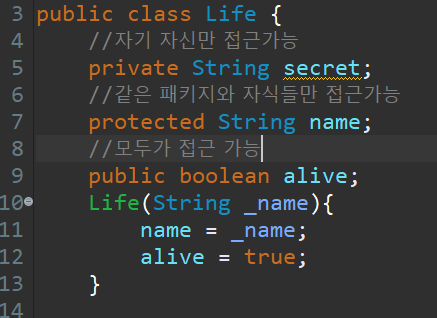 3 public class Life {
4 //자기 자신만 접근가능
5 private String secret;
6 //같은 패키지와 자식들만 접근가능
7 protected String name;
8 //모두가 접근 가능
9 public boolean alive;
10 Life(String _name){
11 name = _name;
12 alive = true;
13 }
14